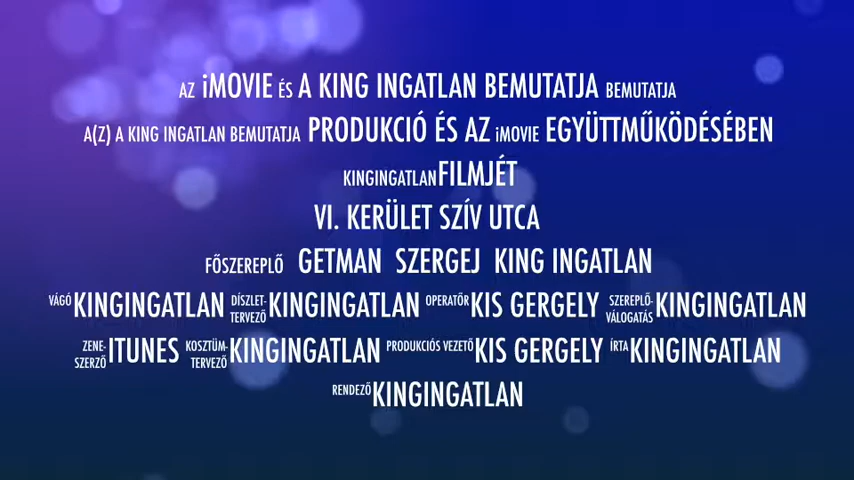 AZ iMOVIE ÉS A KING INGATLAN BEMUTATJA BEMUTATJA
A(Z) A KING INGATLAN BEMUTATJA PRODUKCIÓ ÉS AZ iMOVIE EGYÜTTMŰKÖDÉSÉBEN
KINGINGATLAN FILMJÉT
VI. KERÜLET SZÍV UTCA
FŐSZEREPLŐ GETMAN SZERGEJ KING INGATLAN
VÁGÓ KINGINGATLAN DÍSZLET-TERVEZŐ KINGINGATLAN OPERATŐR KIS GERGELY SZEREPLŐ-VÁLOGATÁS KINGINGATLAN
ZENE-SZERZŐ ITUNES KOSZTÜM-TERVEZŐ KINGINGATLAN PRODUKCIÓS VEZETŐ KIS GERGELY ÍRTA KINGINGATLAN
RENDEZŐ KINGINGATLAN